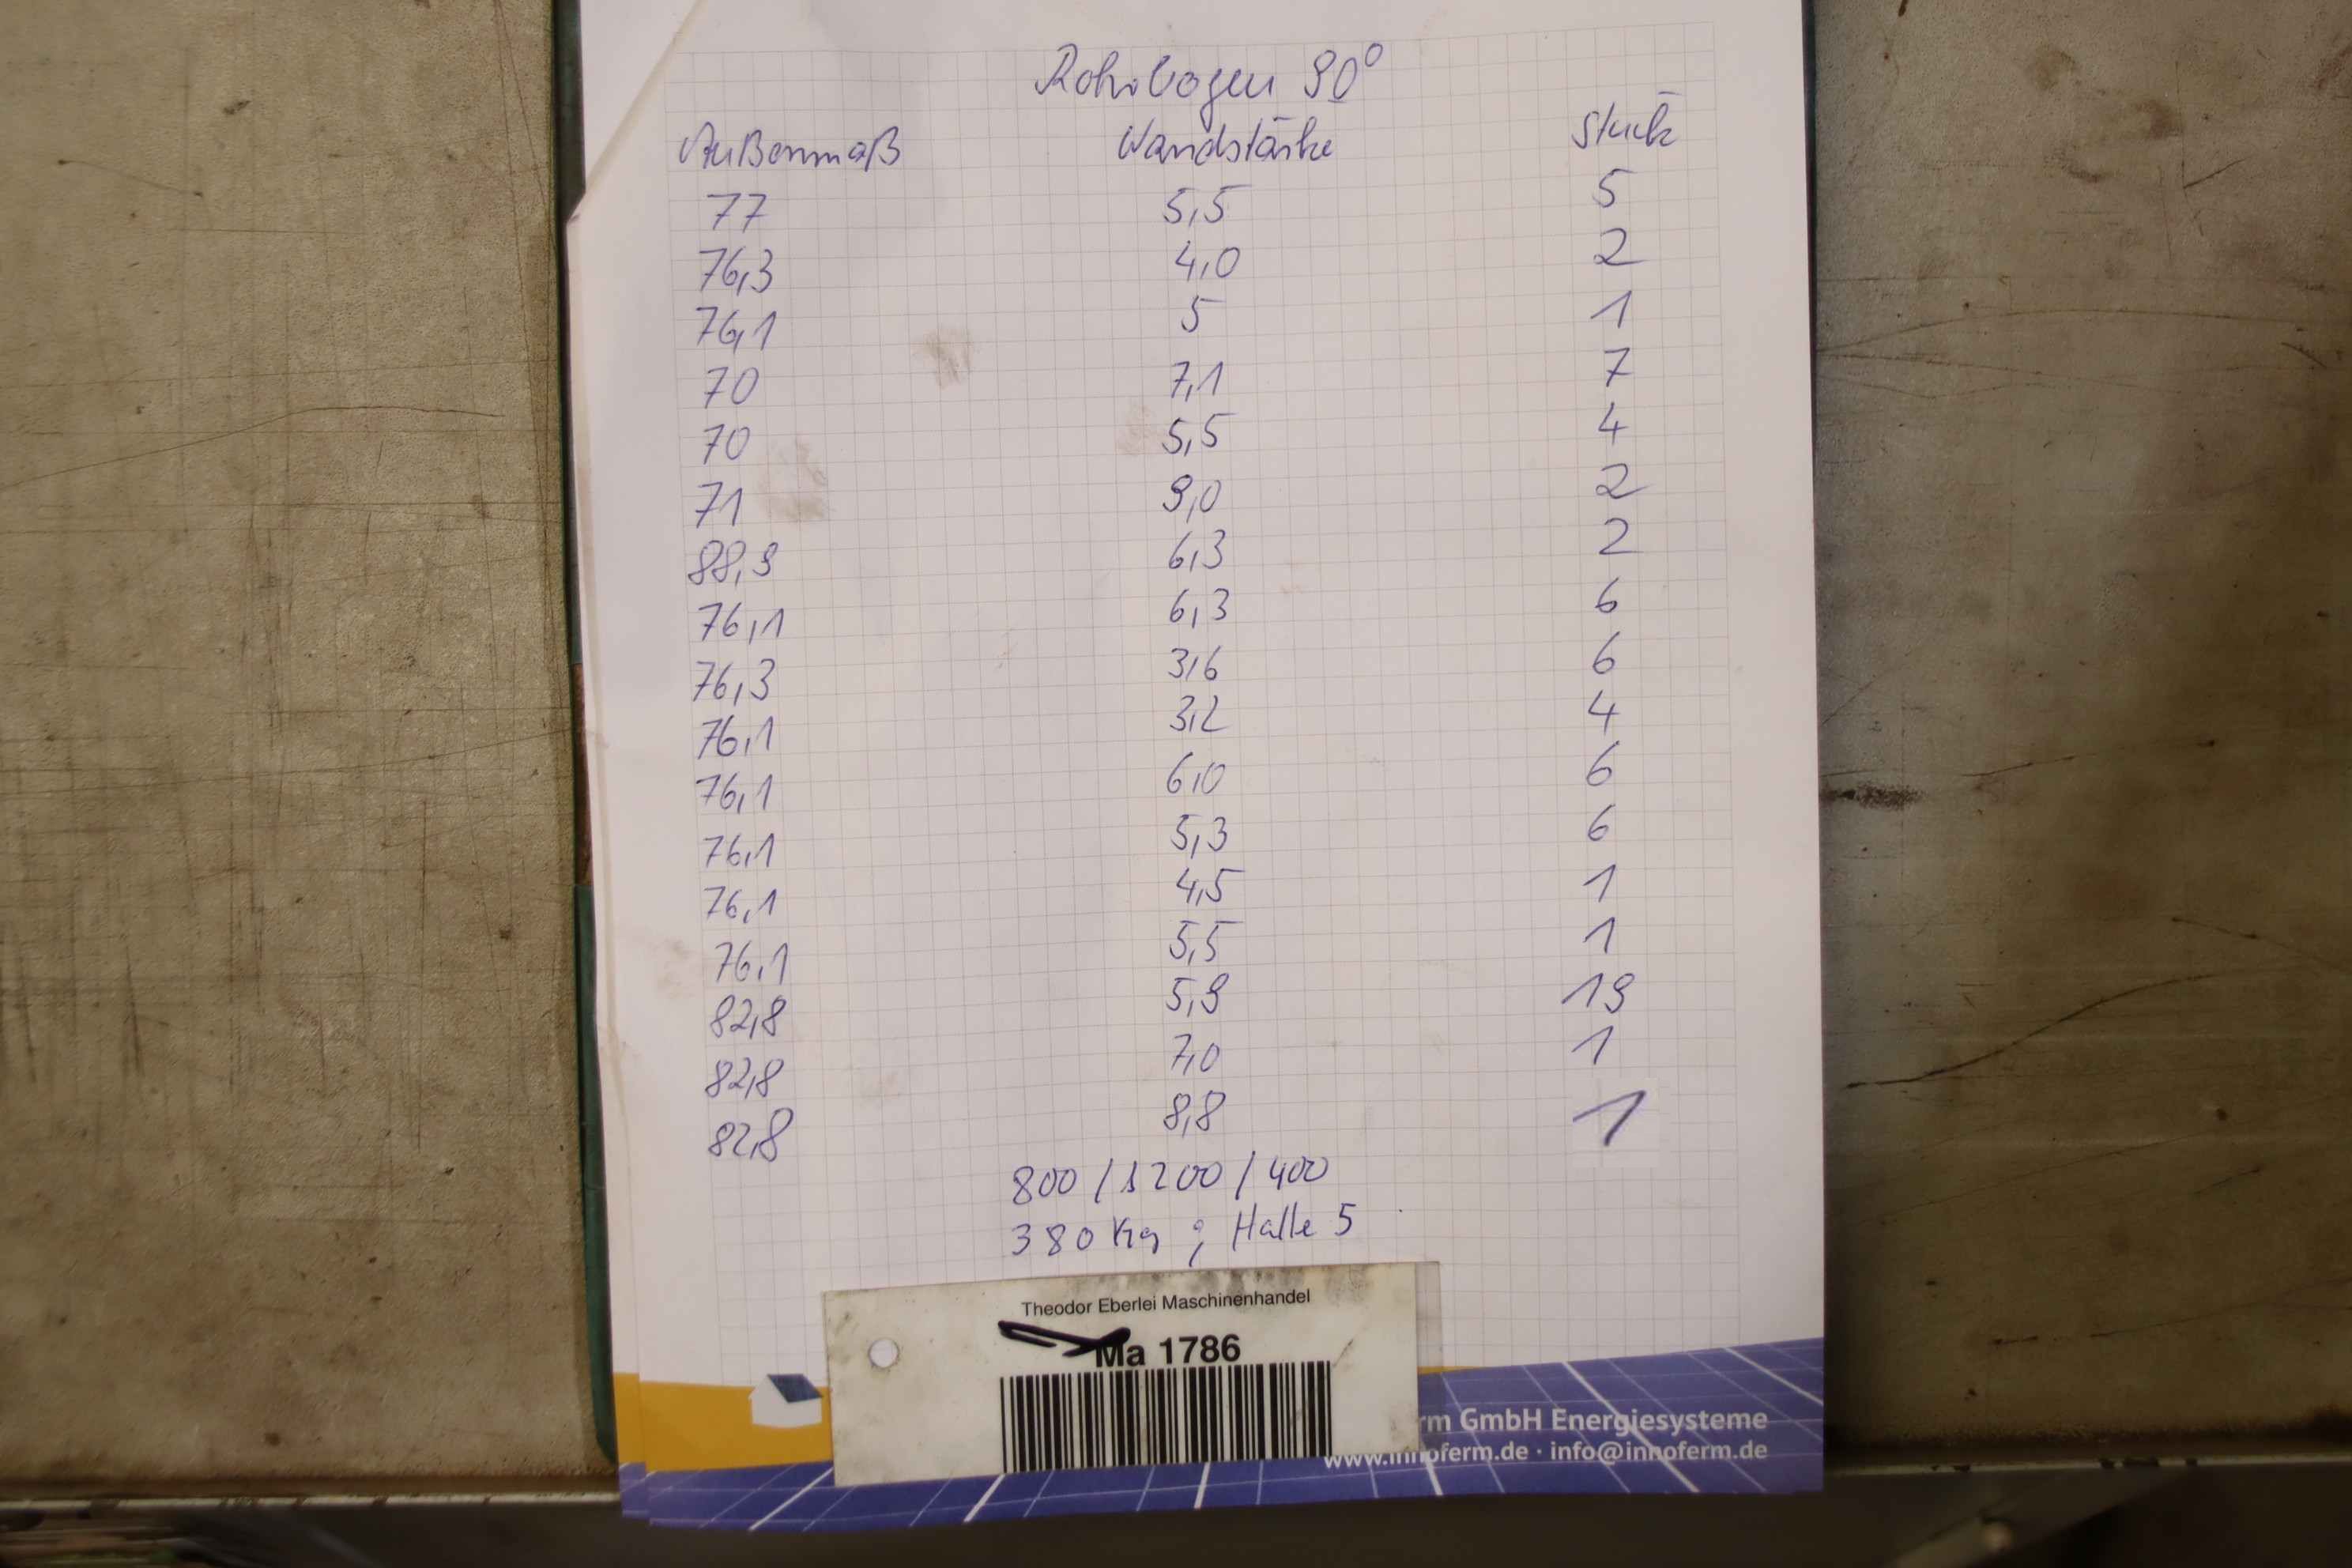 Rohrbogen 90°
Außenmaß Wandstärke Stück
77 5,5 5
76,3 4,0 2
76,1 5 1
70 7,1 7
70 5,5 4
71 9,0 2
88,9 6,3 2
76,1 6,3 6
76,3 3,6 6
76,1 3,2 4
76,1 6,0 6
76,1 5,3 6
76,1 4,5 1
76,1 5,5 1
82,8 5,9 19
82,8 7,0 1
82,8 8,8 1
800 / 1200 / 400
380 Kg ; Halle 5
Theodor Eberlei Maschinenhandel
Ma 1786
rm GmbH Energiesysteme
www.innoferm.de · info@innoferm.de